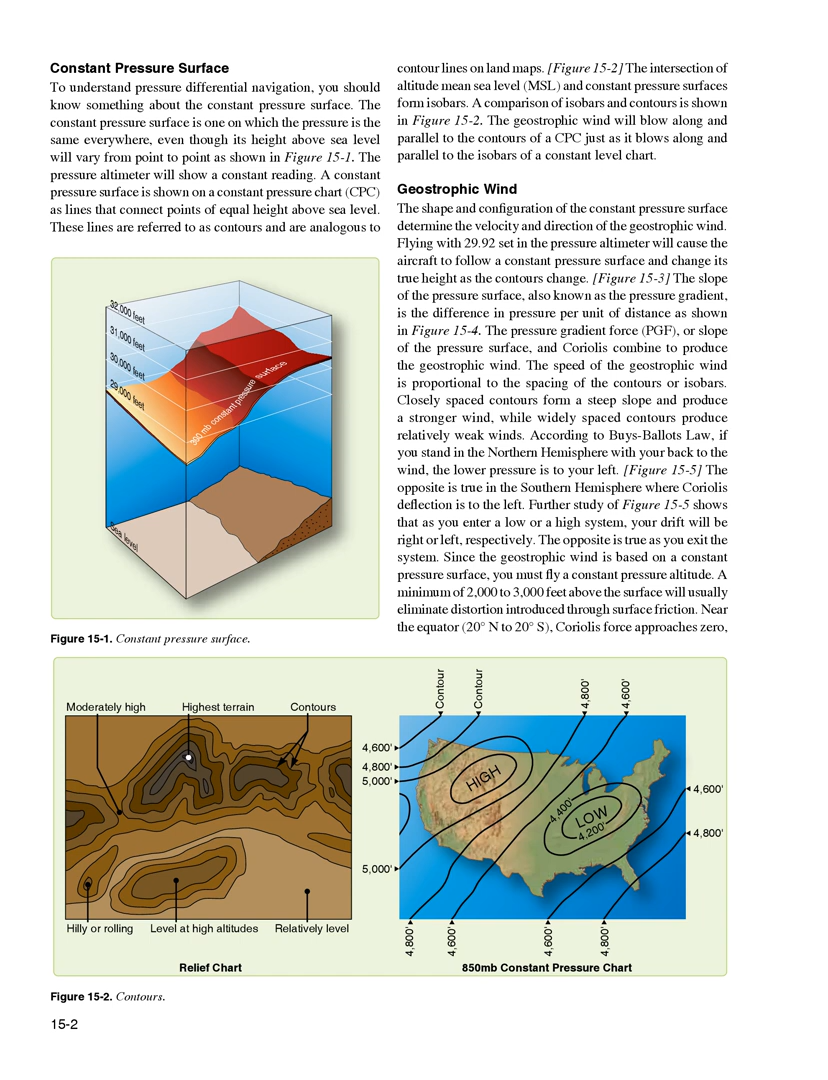 Constant Pressure Surface
To understand pressure differential navigation, you should
know something about the constant pressure surface. The
constant pressure surface is one on which the pressure is the
same everywhere, even though its height above sea level
will vary from point to point as shown in Figure 15-1. The
pressure altimeter will show a constant reading. A constant
pressure surface is shown on a constant pressure chart (CPC)
as lines that connect points of equal height above sea level.
These lines are referred to as contours and are analogous to
32,000 feet
31,000 feet
30,000 feet
29,000 feet
300 mb constant pressure surface
Sea level
Figure 15-1. Constant pressure surface.
contour lines on land maps. [Figure 15-2] The intersection of
altitude mean sea level (MSL) and constant pressure surfaces
form isobars. A comparison of isobars and contours is shown
in Figure 15-2. The geostrophic wind will blow along and
parallel to the contours of a CPC just as it blows along and
parallel to the isobars of a constant level chart.
Geostrophic Wind
The shape and configuration of the constant pressure surface
determine the velocity and direction of the geostrophic wind.
Flying with 29.92 set in the pressure altimeter will cause the
aircraft to follow a constant pressure surface and change its
true height as the contours change. [Figure 15-3] The slope
of the pressure surface, also known as the pressure gradient,
is the difference in pressure per unit of distance as shown
in Figure 15-4. The pressure gradient force (PGF), or slope
of the pressure surface, and Coriolis combine to produce
the geostrophic wind. The speed of the geostrophic wind
is proportional to the spacing of the contours or isobars.
Closely spaced contours form a steep slope and produce
a stronger wind, while widely spaced contours produce
relatively weak winds. According to Buys-Ballots Law, if
you stand in the Northern Hemisphere with your back to the
wind, the lower pressure is to your left. [Figure 15-5] The
opposite is true in the Southern Hemisphere where Coriolis
deflection is to the left. Further study of Figure 15-5 shows
that as you enter a low or a high system, your drift will be
right or left, respectively. The opposite is true as you exit the
system. Since the geostrophic wind is based on a constant
pressure surface, you must fly a constant pressure altitude. A
minimum of 2,000 to 3,000 feet above the surface will usually
eliminate distortion introduced through surface friction. Near
the equator (20° N to 20° S), Coriolis force approaches zero,
Moderately high
Highest terrain
Contours
Hilly or rolling
Level at high altitudes
Relatively level
Relief Chart
Contour
Contour
4,800'
4,600'
4,600'
4,800'
5,000'
5,000'
HIGH
4,400'
LOW
4,200'
4,600'
4,800'
4,800'
4,600'
4,600'
4,800'
850mb Constant Pressure Chart
Figure 15-2. Contours.
15-2